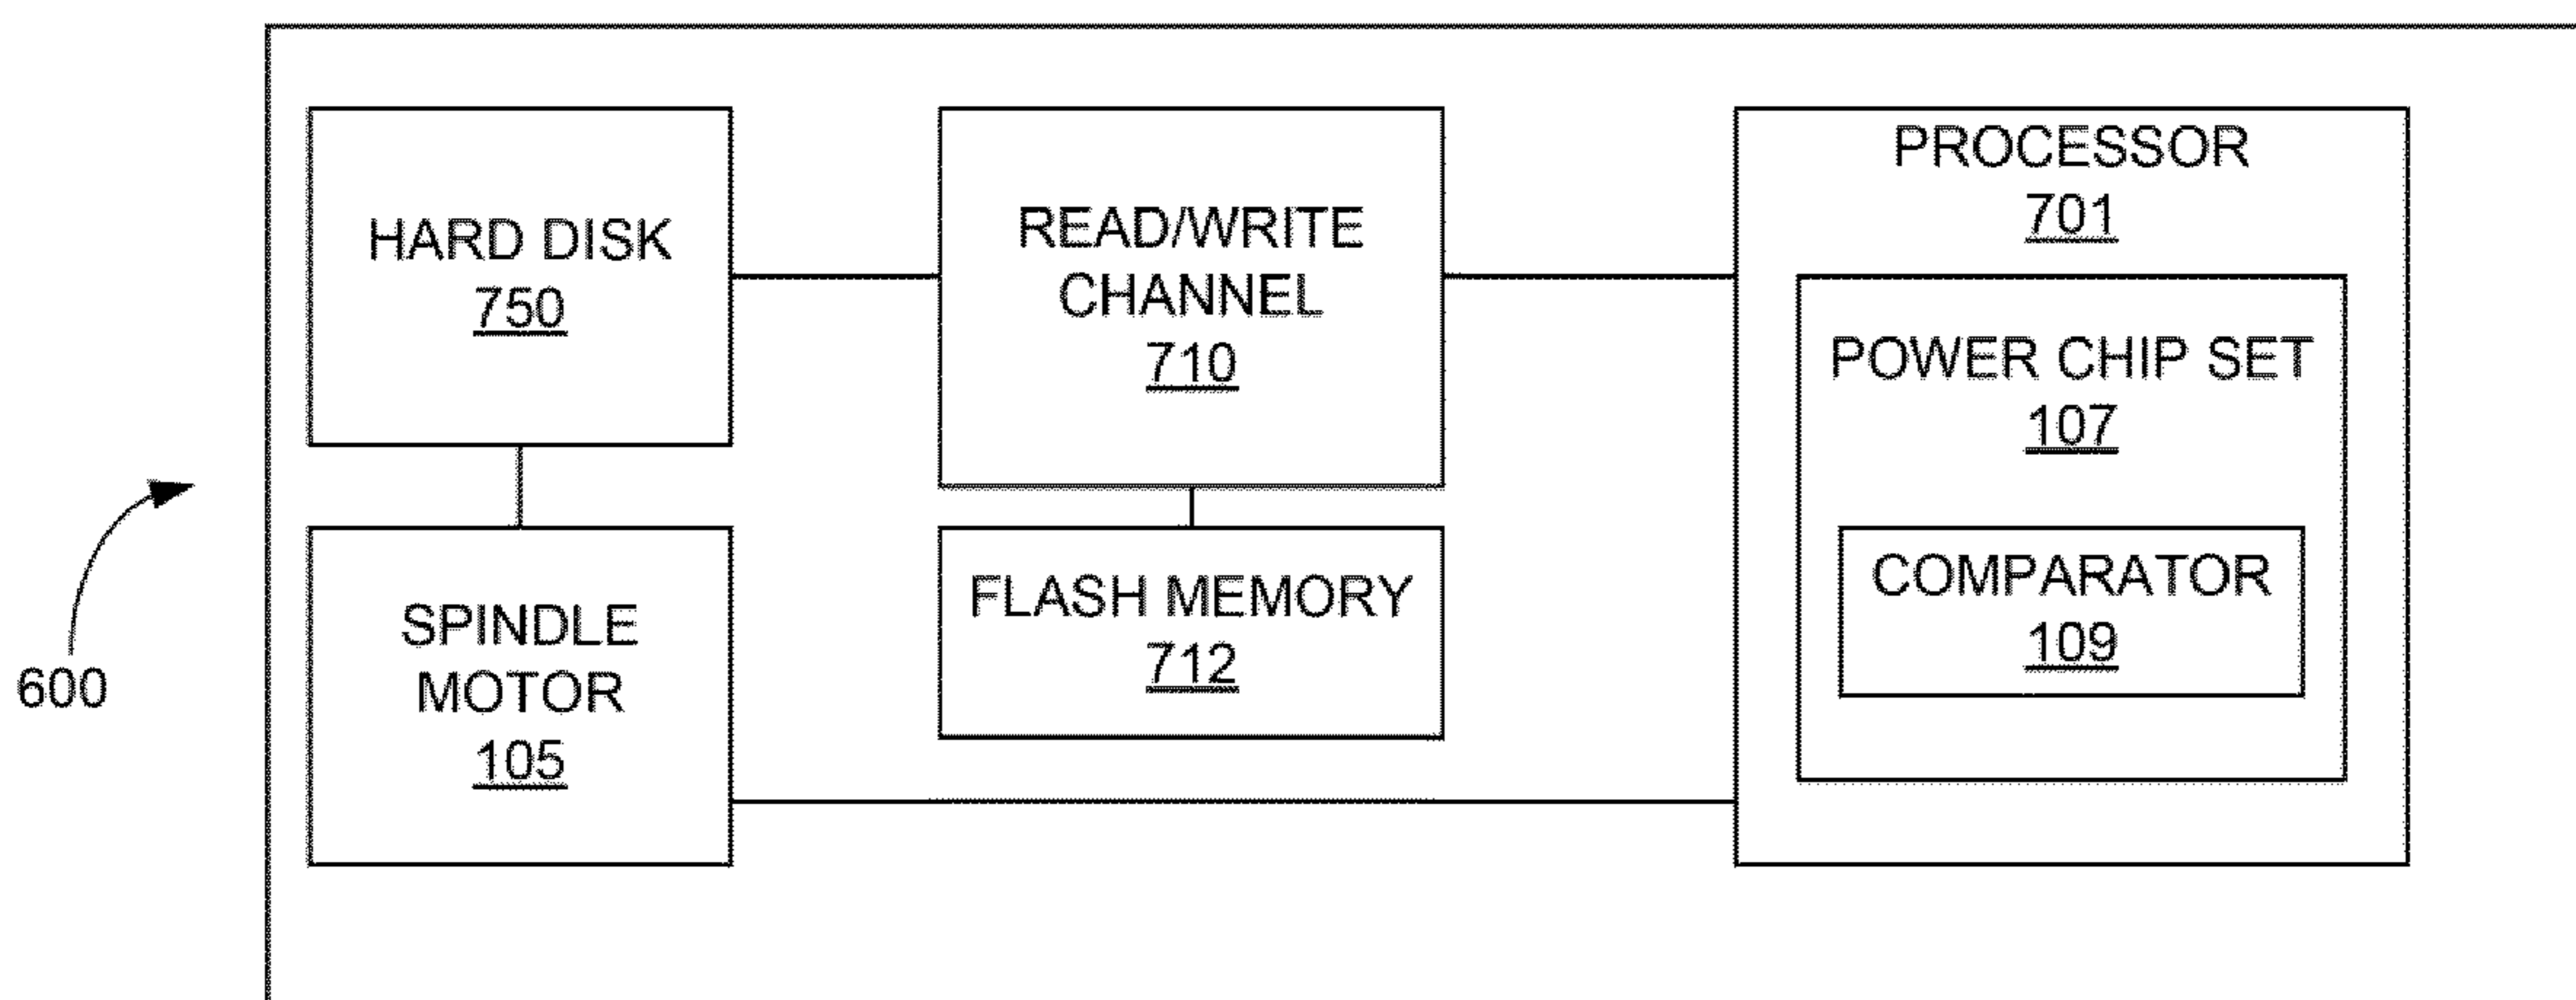 HARD DISK
750
READ/WRITE
CHANNEL
710
PROCESSOR
701
POWER CHIP SET
107
COMPARATOR
109
SPINDLE
MOTOR
105
FLASH MEMORY
712
600